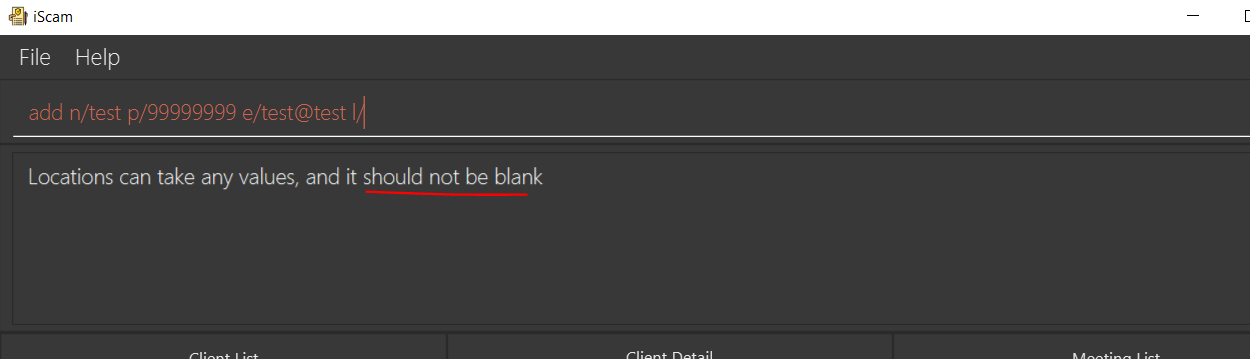 iScam
File Help
add n/test p/99999999 e/test@test l/
Locations can take any values, and it should not be blank
Client List Client Detail Meeting List